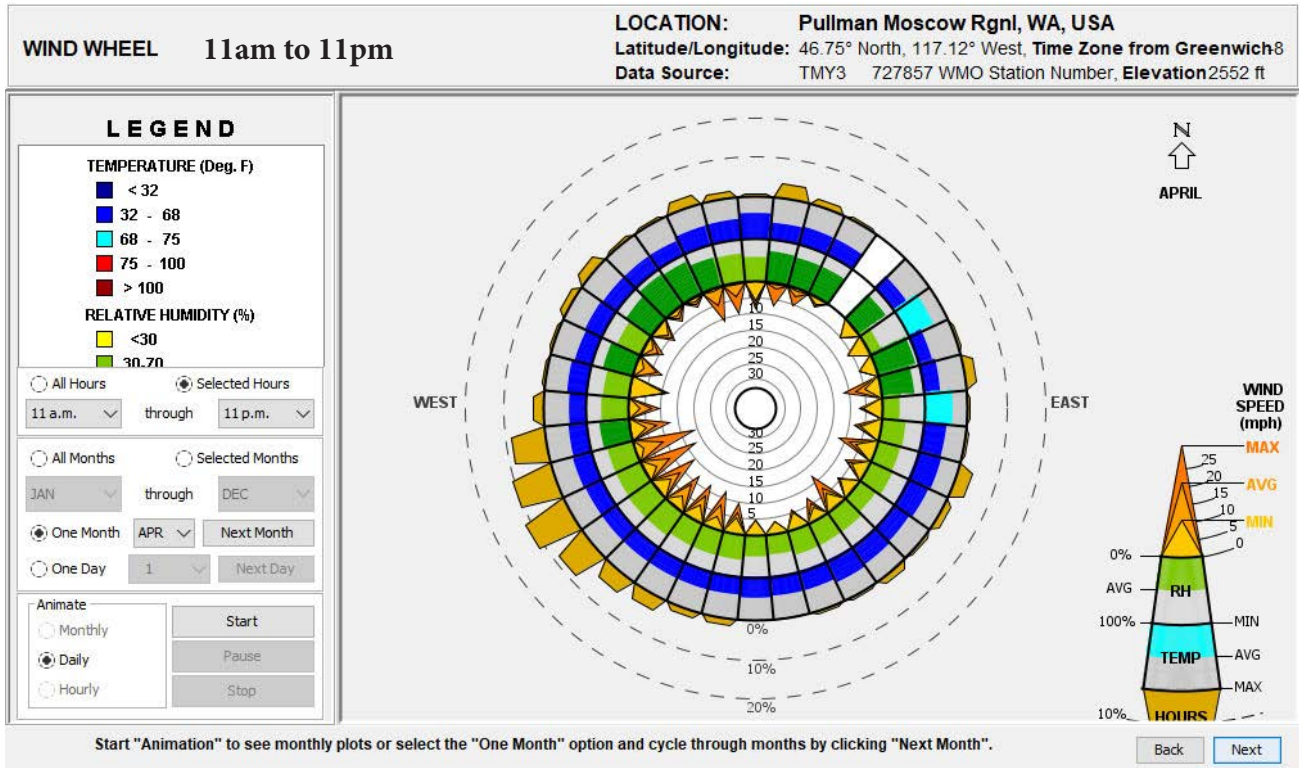 WIND WHEEL 11am to 11pm
LOCATION: Pullman Moscow Rgnl, WA, USA
Latitude/Longitude: 46.75° North, 117.12° West, Time Zone from Greenwich-8
Data Source: TMY3 727857 WMO Station Number, Elevation 2552 ft
LEGEND
TEMPERATURE (Deg. F)
< 32
32 - 68
68 - 75
75 - 100
> 100
RELATIVE HUMIDITY (%)
<30
30-70
All Hours Selected Hours
11 a.m. through 11 p.m.
All Months Selected Months
JAN through DEC
One Month APR Next Month
One Day 1 Next Day
Animate
Monthly
Daily
Hourly
Start
Pause
Stop
N
APRIL
WEST
EAST
10
15
20
25
30
30
25
20
15
10
5
0%
10%
20%
WIND
SPEED
(mph)
MAX
25
20
AVG
15
10
MIN
5
0
0%
AVG
RH
100%
MIN
TEMP
AVG
MAX
10%
HOURS
Start "Animation" to see monthly plots or select the "One Month" option and cycle through months by clicking "Next Month".
Back Next